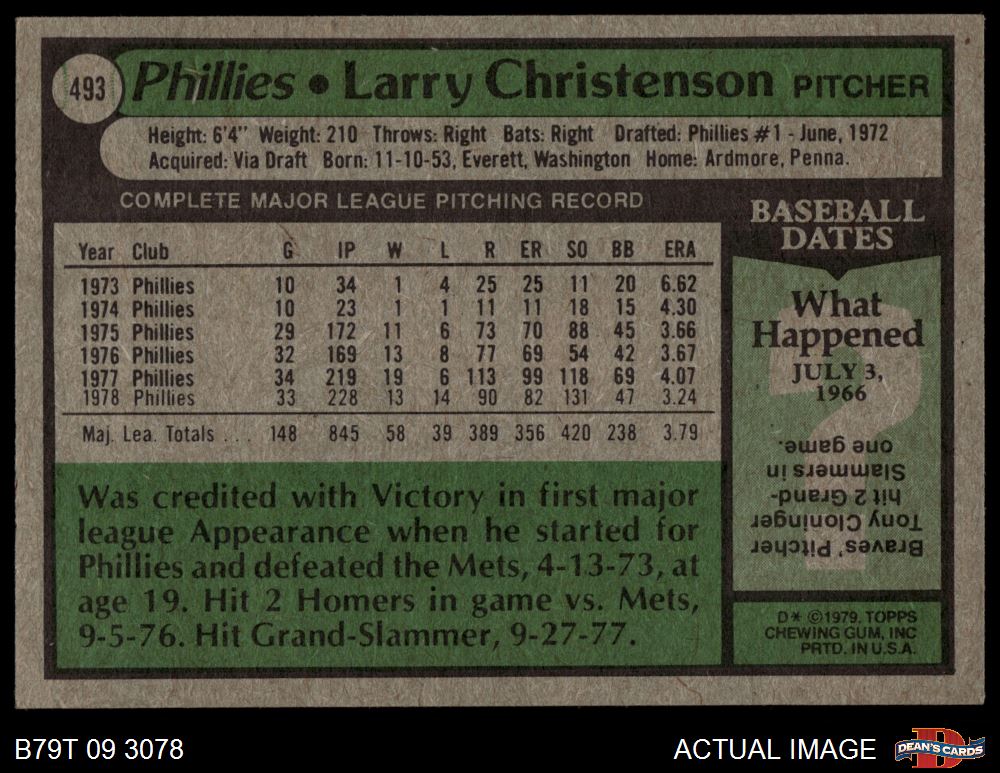 493 Phillies • Larry Christenson PITCHER
Height: 6'4" Weight: 210 Throws: Right Bats: Right Drafted: Phillies #1 - June, 1972
Acquired: Via Draft Born: 11-10-53, Everett, Washington Home: Ardmore, Penna.
COMPLETE MAJOR LEAGUE PITCHING RECORD
Year Club G IP W L R ER SO BB ERA
1973 Phillies 10 34 1 4 25 25 11 20 6.62
1974 Phillies 10 23 1 1 11 11 18 15 4.30
1975 Phillies 29 172 11 6 73 70 88 45 3.66
1976 Phillies 32 169 13 8 77 69 54 42 3.67
1977 Phillies 34 219 19 6 113 99 118 69 4.07
1978 Phillies 33 228 13 14 90 82 131 47 3.24
Maj. Lea. Totals . . . 148 845 58 39 389 356 420 238 3.79
Was credited with Victory in first major
league Appearance when he started for
Phillies and defeated the Mets, 4-13-73, at
age 19. Hit 2 Homers in game vs. Mets,
9-5-76. Hit Grand-Slammer, 9-27-77.
BASEBALL
DATES
What
Happened
JULY 3,
1966
Braves' Pitcher
Tony Cloninger
hit 2 Grand-
Slammers in
one game.
D* ©1979. TOPPS
CHEWING GUM, INC
PRTD. IN U.S.A.
B79T 09 3078
ACTUAL IMAGE
D
DEAN'S CARDS